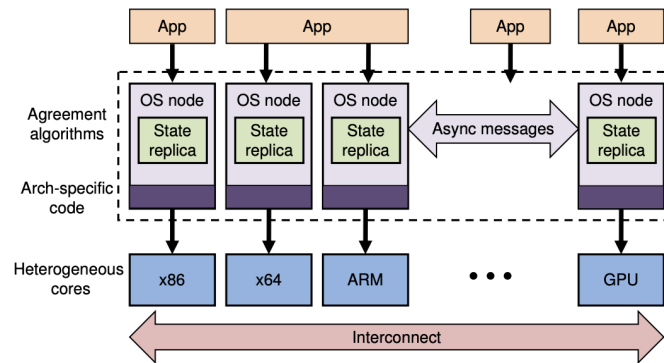 App
App
App
App
Agreement
algorithms
OS node
State
replica
OS node
State
replica
OS node
State
replica
Async messages
OS node
State
replica
Arch-specific
code
Heterogeneous
cores
x86
x64
ARM
GPU
Interconnect